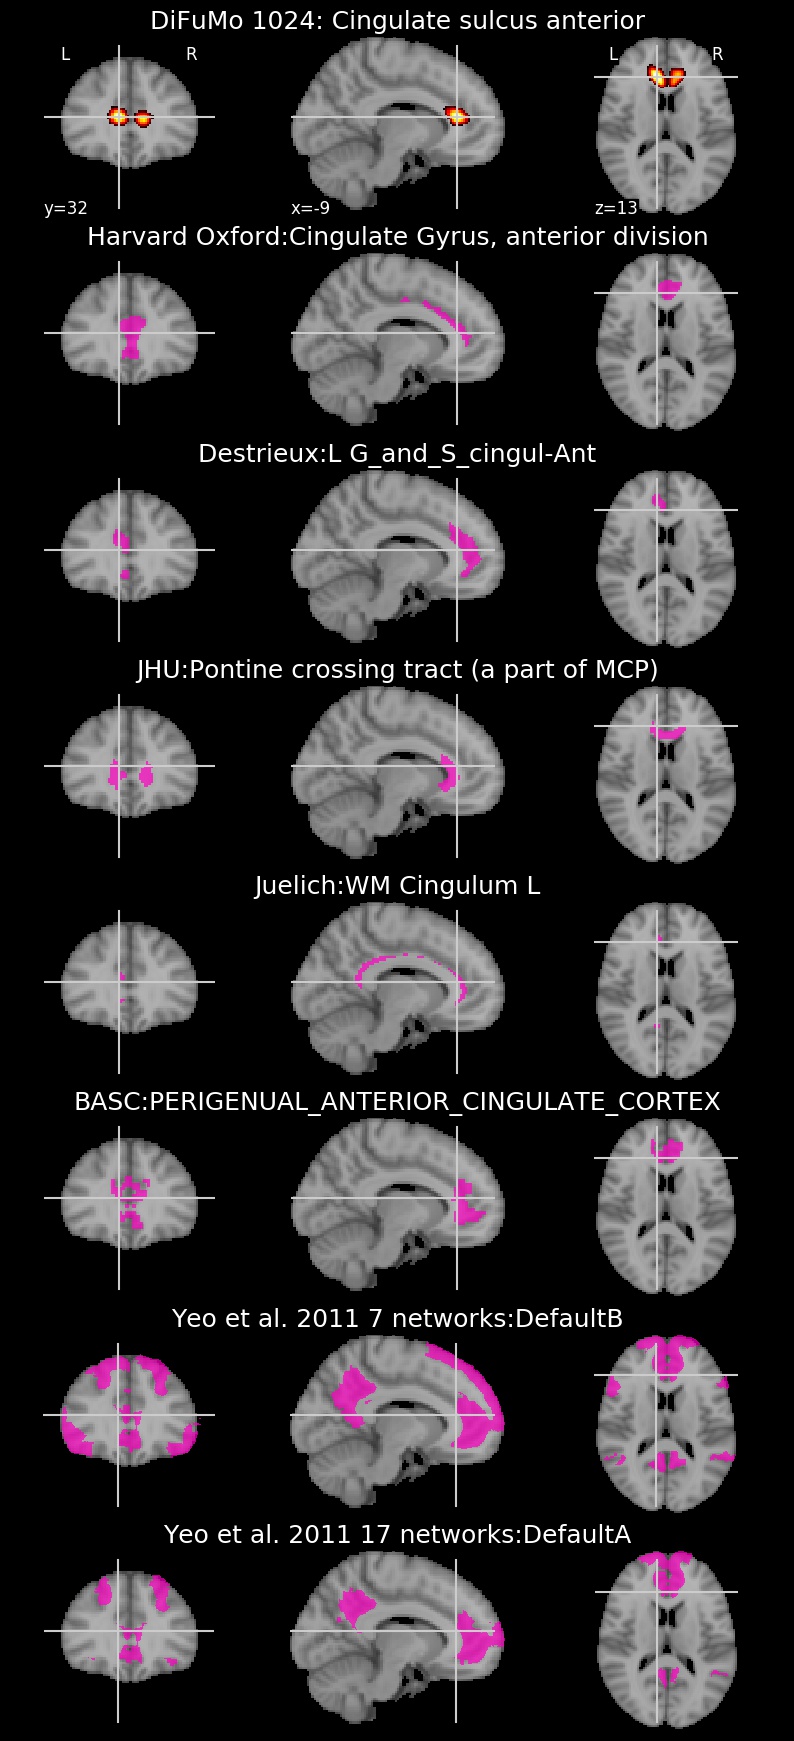 DiFuMo 1024: Cingulate sulcus anterior
L R L R
y=32 x=-9 z=13
Harvard Oxford:Cingulate Gyrus, anterior division
Destrieux:L G_and_S_cingul-Ant
JHU:Pontine crossing tract (a part of MCP)
Juelich:WM Cingulum L
BASC:PERIGENUAL_ANTERIOR_CINGULATE_CORTEX
Yeo et al. 2011 7 networks:DefaultB
Yeo et al. 2011 17 networks:DefaultA